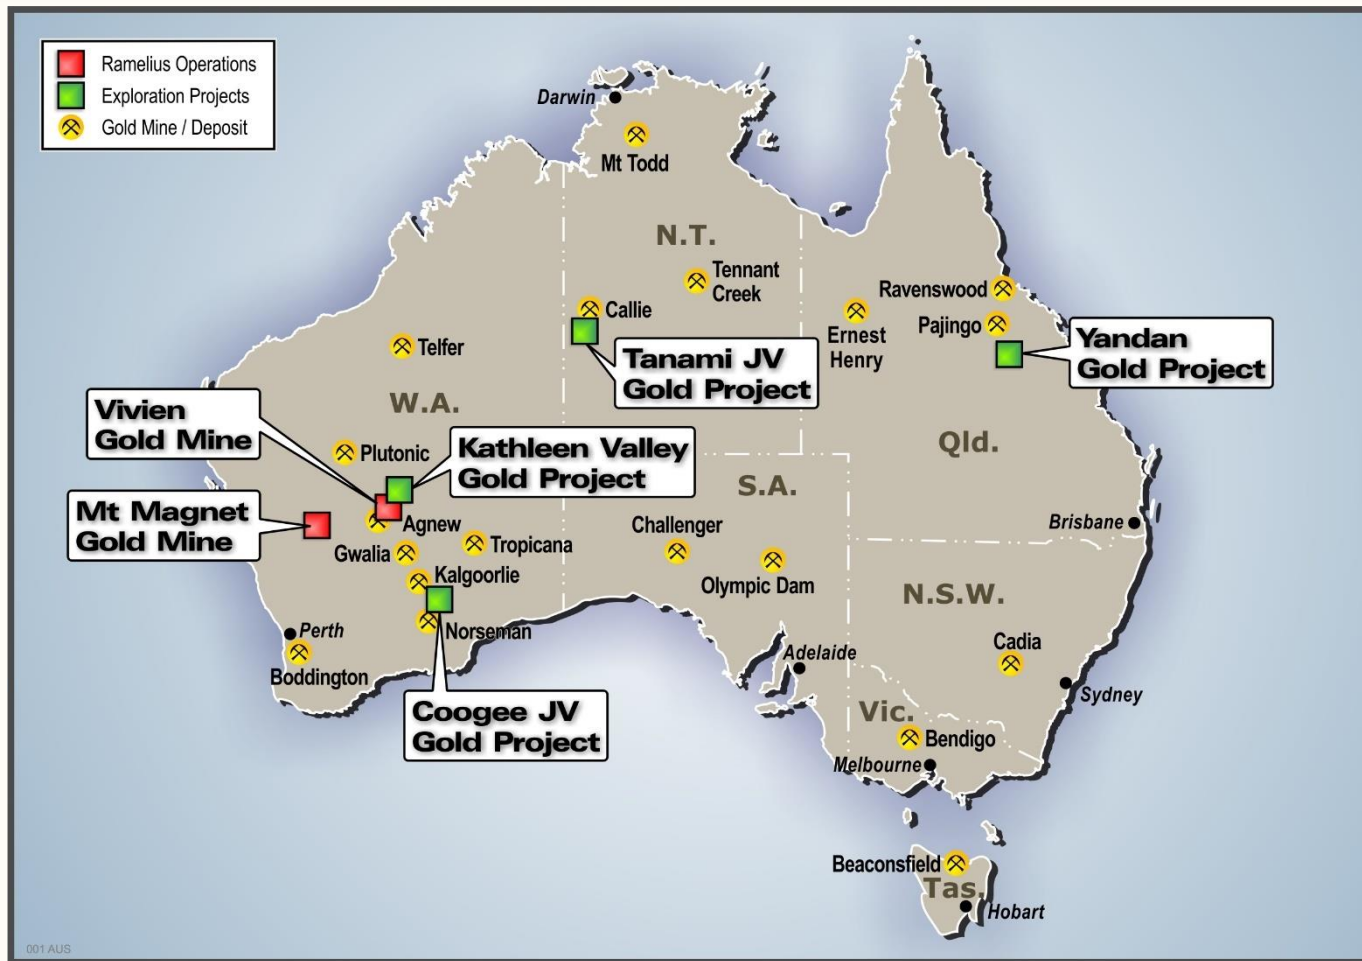 Ramelius Operations
Exploration Projects
Gold Mine / Deposit
Darwin
Mt Todd
N.T.
Tennant
Creek
Callie
Tanami JV
Gold Project
Ravenswood
Pajingo
Ernest
Henry
Yandan
Gold Project
Telfer
W.A.
Vivien
Gold Mine
Plutonic
Kathleen Valley
Gold Project
Mt Magnet
Gold Mine
Agnew
Gwalia
Tropicana
Kalgoorlie
Norseman
Perth
Boddington
Coogee JV
Gold Project
Qld.
S.A.
Challenger
Olympic Dam
Brisbane
N.S.W.
Cadia
Adelaide
Sydney
Vic.
Bendigo
Melbourne
Beaconsfield
Tas.
Hobart
001 AUS